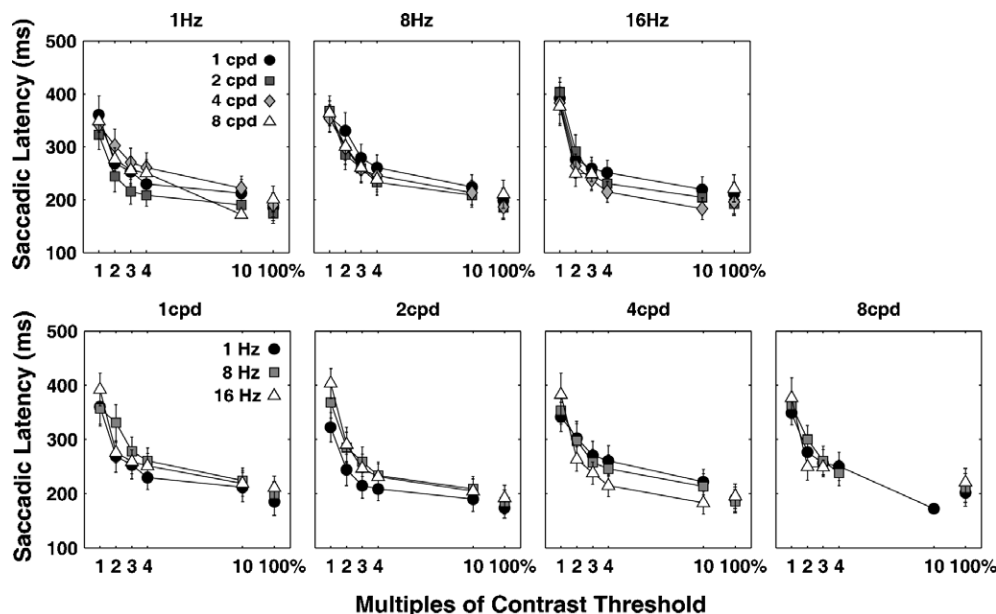 1Hz
8Hz
16Hz
Saccadic Latency (ms)
500
400
300
200
100
1 cpd
2 cpd
4 cpd
8 cpd
1 2 3 4 10 100%
1 2 3 4 10 100%
1 2 3 4 10 100%
1cpd
2cpd
4cpd
8cpd
Saccadic Latency (ms)
500
400
300
200
100
1 Hz
8 Hz
16 Hz
1 2 3 4 10 100%
1 2 3 4 10 100%
1 2 3 4 10 100%
1 2 3 4 10 100%
Multiples of Contrast Threshold